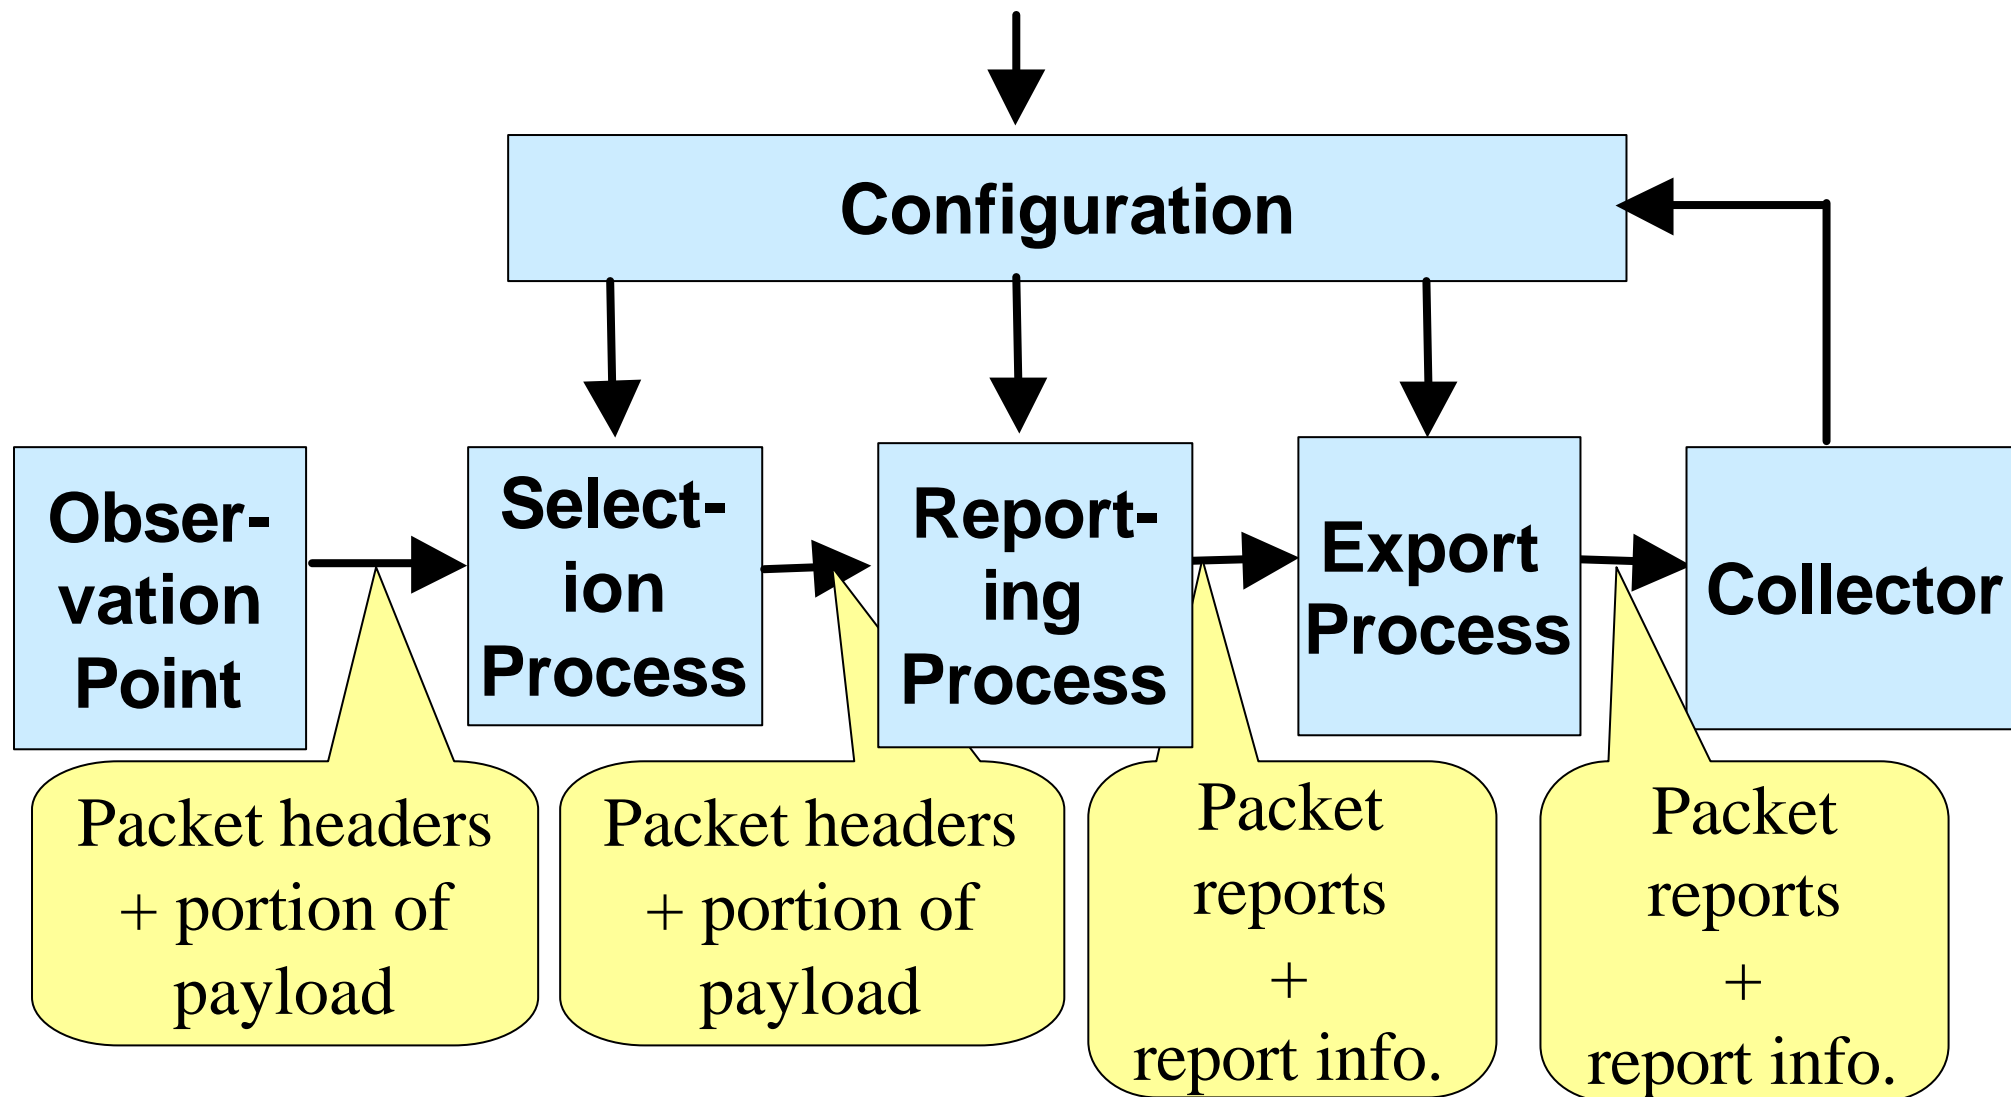 Configuration
Obser-
vation
Point
Select-
ion
Process
Report-
ing
Process
Export
Process
Collector
Packet headers
+ portion of
payload
Packet headers
+ portion of
payload
Packet
reports
+
report info.
Packet
reports
+
report info.